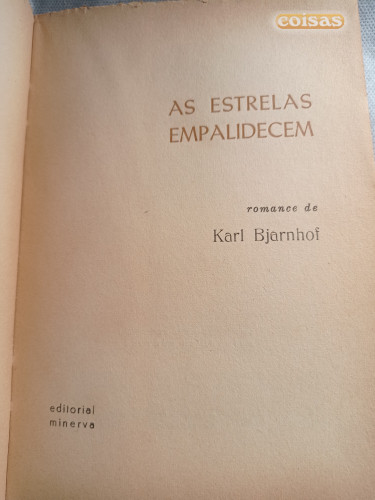 coisas
AS ESTRELAS
EMPALIDECEM
romance de
Karl Bjarnhof
editorial
minerva